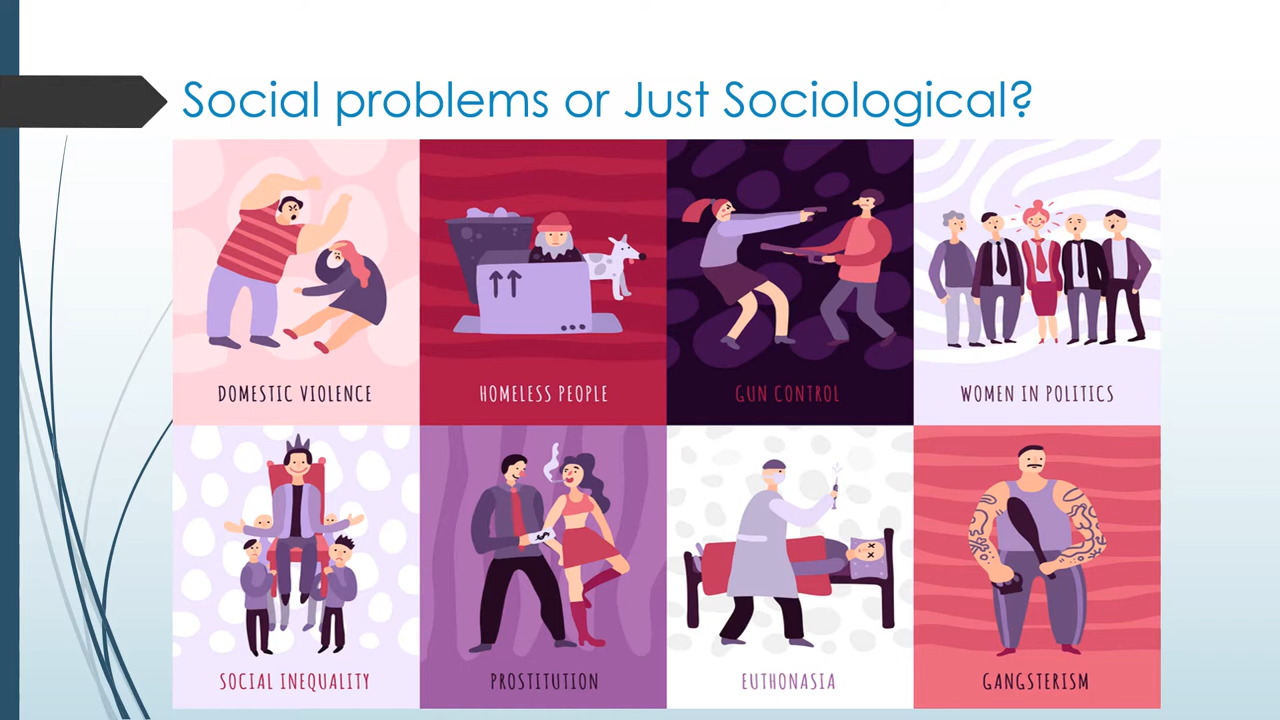 Social problems or Just Sociological?
DOMESTIC VIOLENCE
HOMELESS PEOPLE
GUN CONTROL
WOMEN IN POLITICS
SOCIAL INEQUALITY
PROSTITUTION
EUTHONASIA
GANGSTERISM